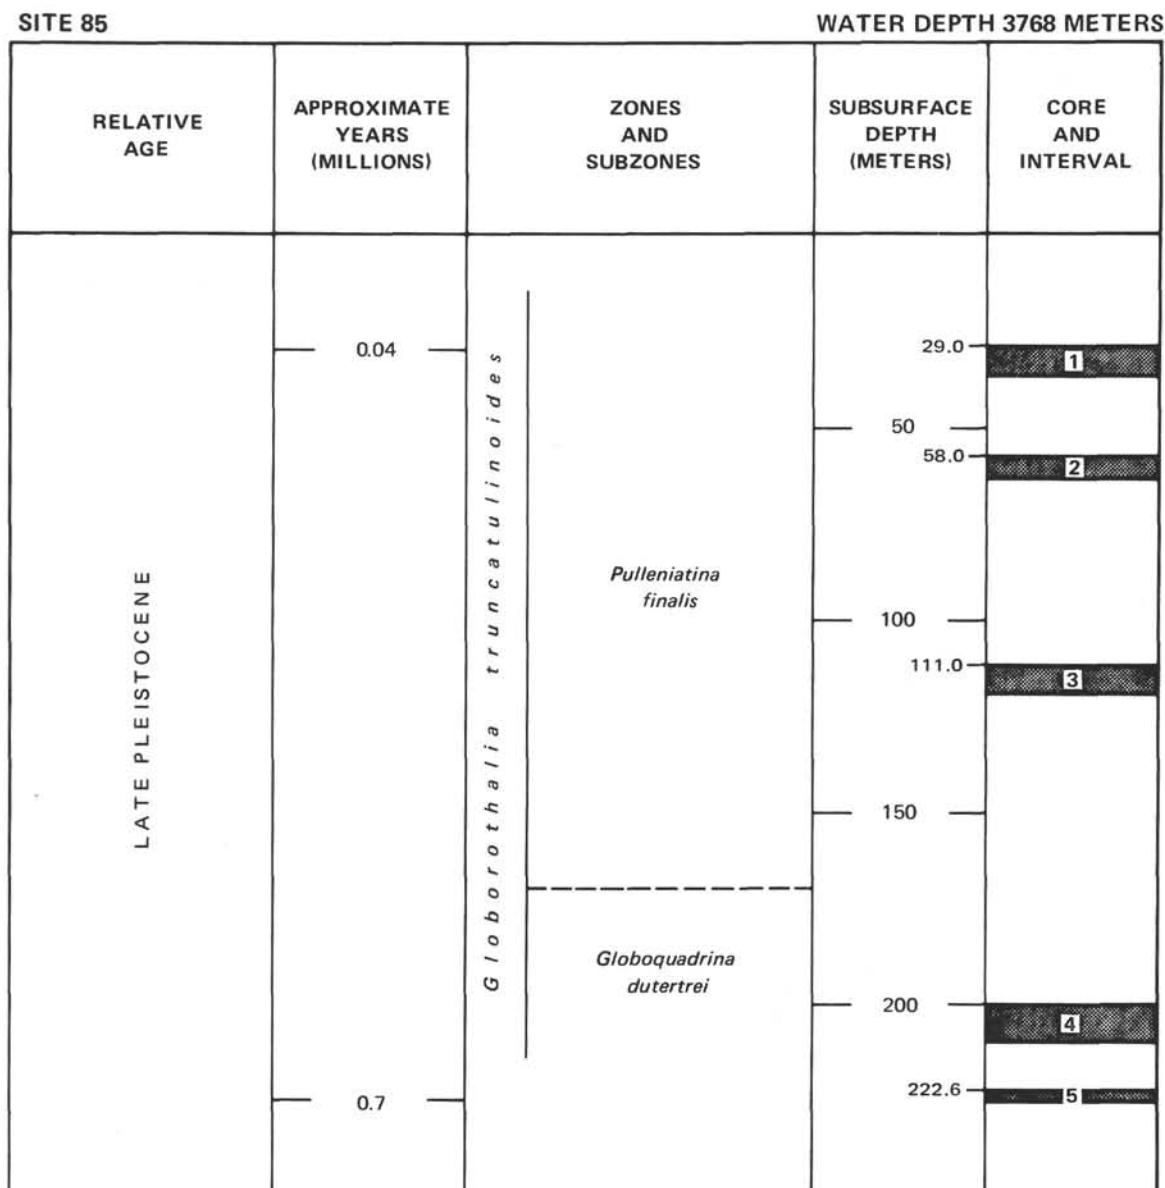 SITE 85
WATER DEPTH 3768 METERS
RELATIVE
AGE
APPROXIMATE
YEARS
(MILLIONS)
ZONES
AND
SUBZONES
SUBSURFACE
DEPTH
(METERS)
CORE
AND
INTERVAL
LATE PLEISTOCENE
0.04
0.7
Globorothalia truncatulinoides
Pulleniatina
finalis
Globoquadrina
dutertrei
29.0
50
58.0
100
111.0
150
200
222.6
1
2
3
4
5